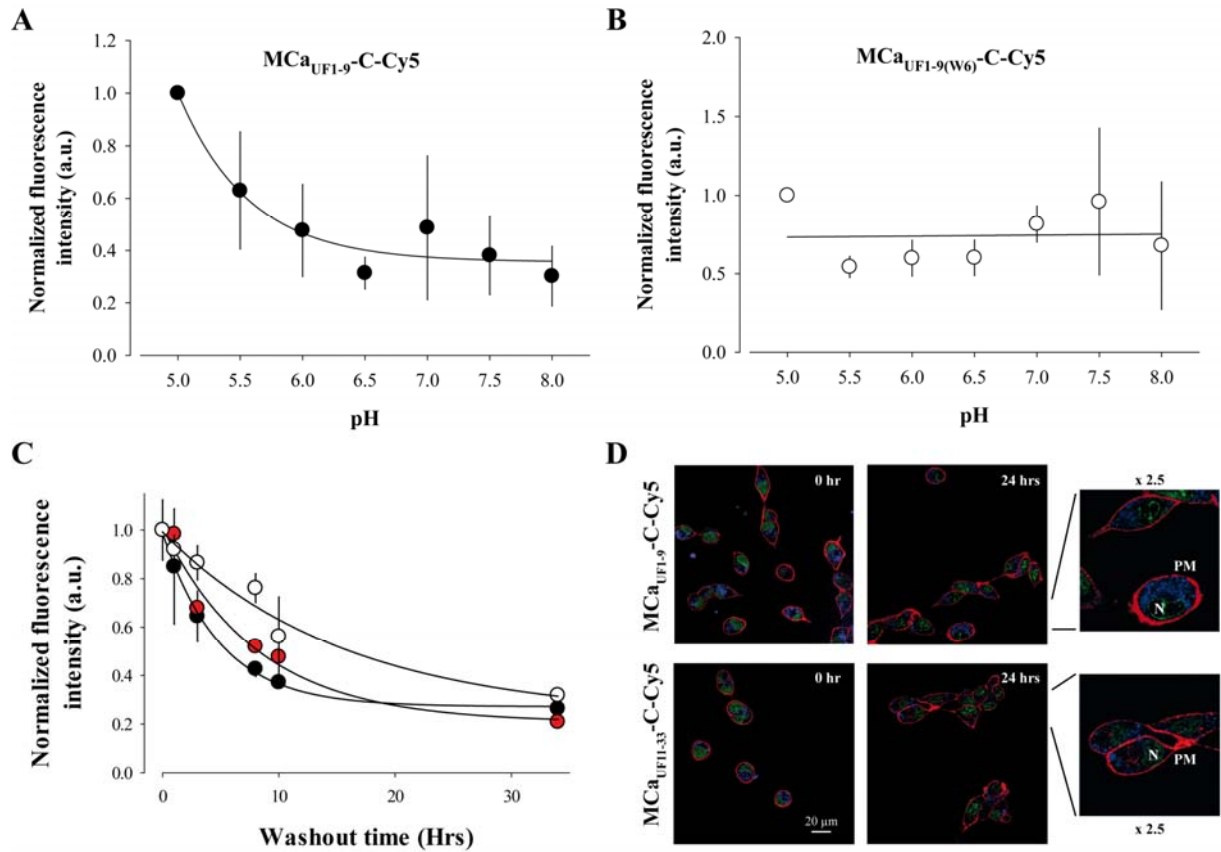 A
MCa_UF1-9-C-Cy5
Normalized fluorescence
intensity (a.u.)
1.2
1.0
0.8
0.6
0.4
0.2
0.0
5.0 5.5 6.0 6.5 7.0 7.5 8.0
pH
B
MCa_UF1-9(W6)-C-Cy5
Normalized fluorescence
intensity (a.u.)
2.0
1.5
1.0
0.5
0.0
5.0 5.5 6.0 6.5 7.0 7.5 8.0
pH
C
Normalized fluorescence
intensity (a.u.)
1.0
0.8
0.6
0.4
0.2
0.0
0 10 20 30
Washout time (Hrs)
D
MCa_UF1-9-C-Cy5
0 hr
24 hrs
x 2.5
PM
N
MCa_UF11-33-C-Cy5
0 hr
20 µm
24 hrs
N PM
x 2.5